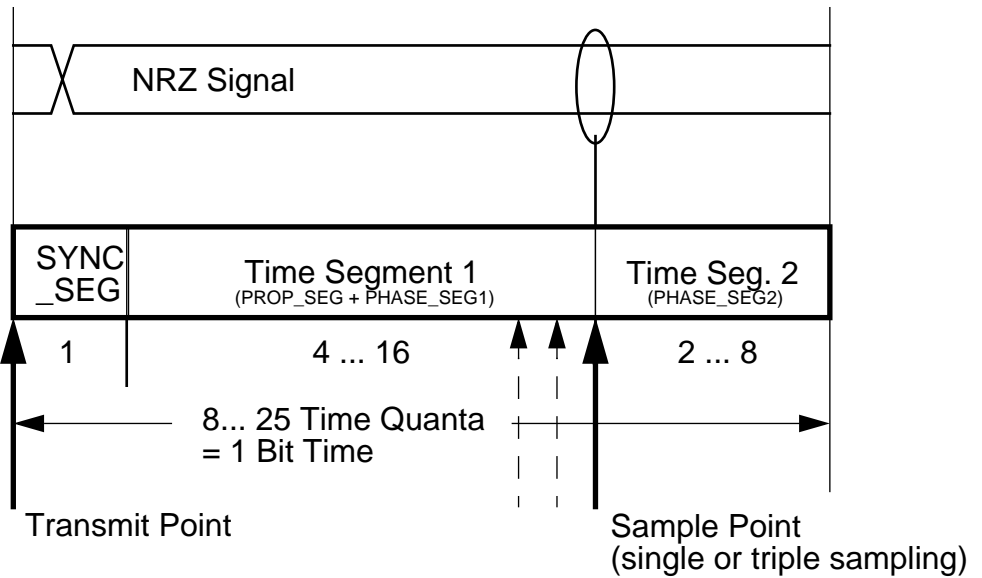 NRZ Signal
SYNC
_SEG
Time Segment 1
(PROP_SEG + PHASE_SEG1)
Time Seg. 2
(PHASE_SEG2)
1
4 ... 16
2 ... 8
8... 25 Time Quanta
= 1 Bit Time
Transmit Point
Sample Point
(single or triple sampling)